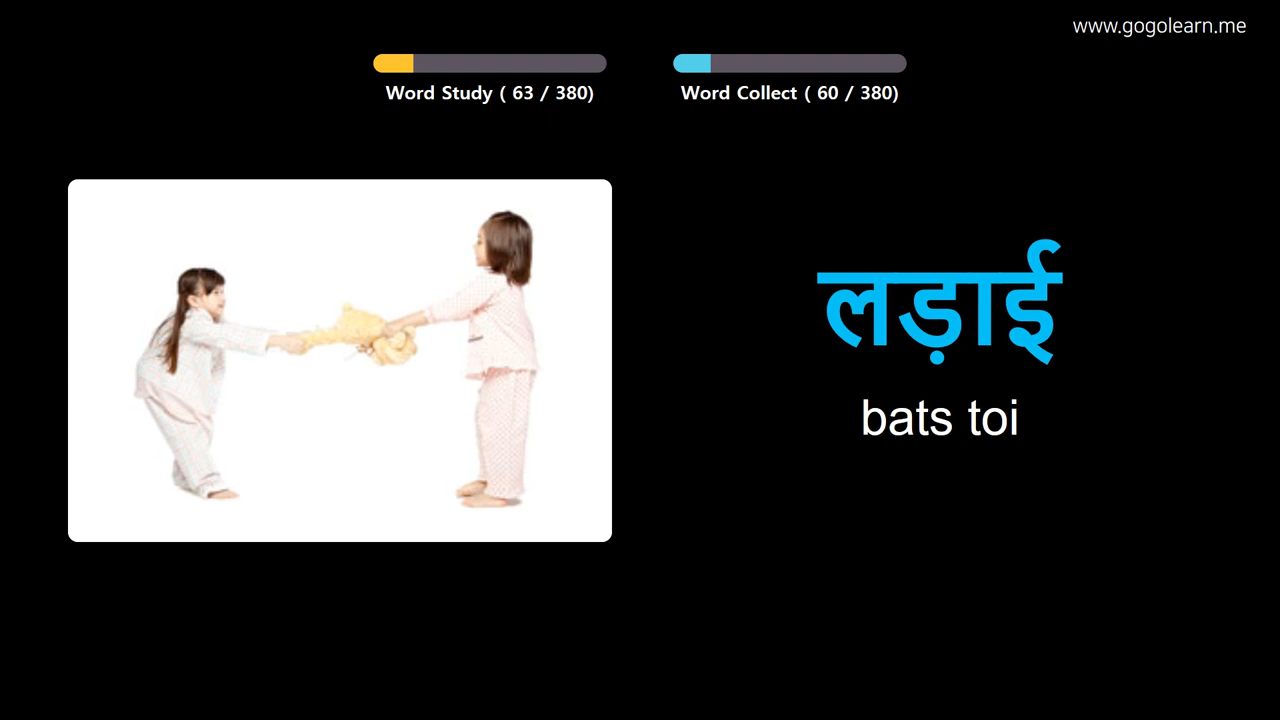 www.gogolearn.me
Word Study ( 63 / 380)
Word Collect ( 60 / 380)
लड़ाई
bats toi